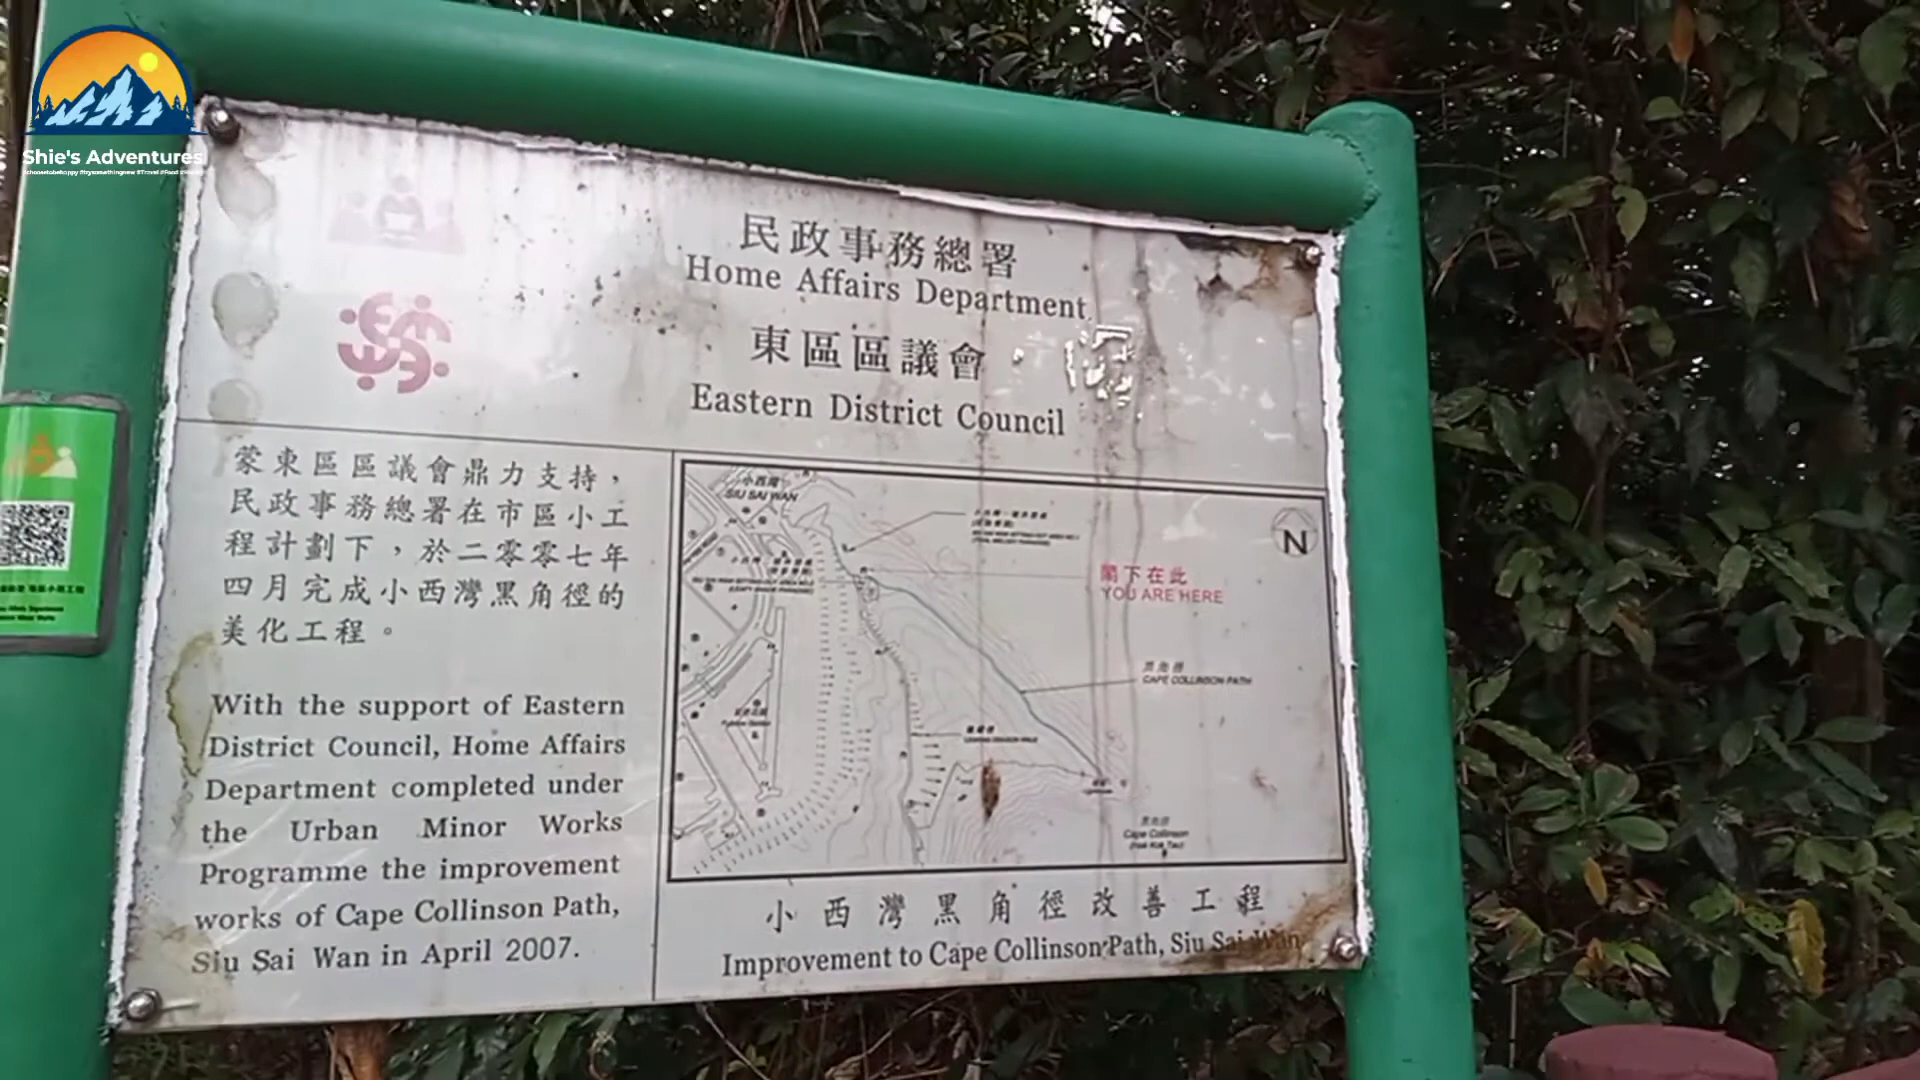 Shie's Adventures
民政事務總署
Home Affairs Department
東區區議會
Eastern District Council
蒙東區區議會鼎力支持，
民政事務總署在市區小工
程計劃下，於二零零七年
四月完成小西灣黑角徑的
美化工程。
With the support of Eastern
District Council, Home Affairs
Department completed under
the Urban Minor Works
Programme the improvement
works of Cape Collinson Path,
Siu Sai Wan in April 2007.
小西灣
SIU SAI WAN
N
閣下在此
YOU ARE HERE
黑角徑
CAPE COLLINSON PATH
黑角頭
Cape Collinson
(Hak Kok Tau)
小西灣黑角徑改善工程
Improvement to Cape Collinson Path, Siu Sai Wan